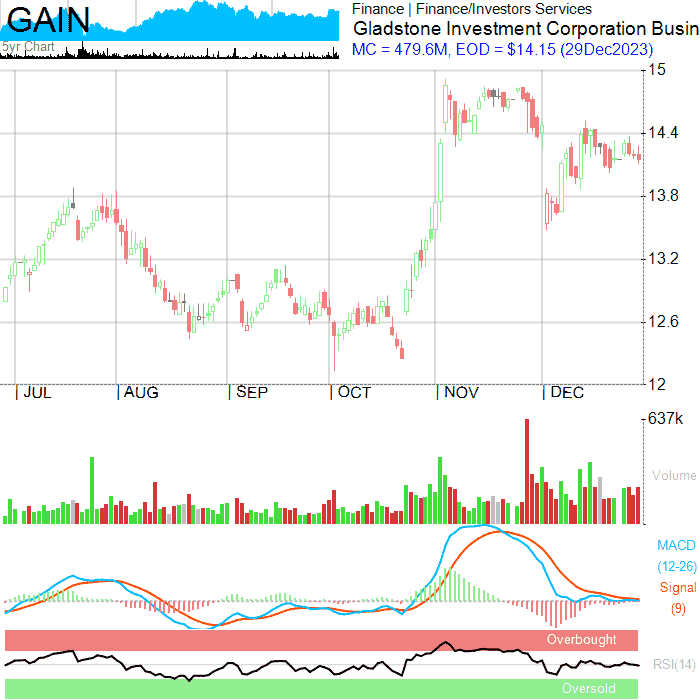 GAIN
5yr Chart
Finance | Finance/Investors Services
Gladstone Investment Corporation Busin
MC = 479.6M, EOD = $14.15 (29Dec2023)
15
14.4
13.8
13.2
12.6
12
| JUL | AUG | SEP | OCT | NOV | DEC
637k
Volume
MACD
(12-26)
Signal
(9)
Overbought
RSI(14)
Oversold